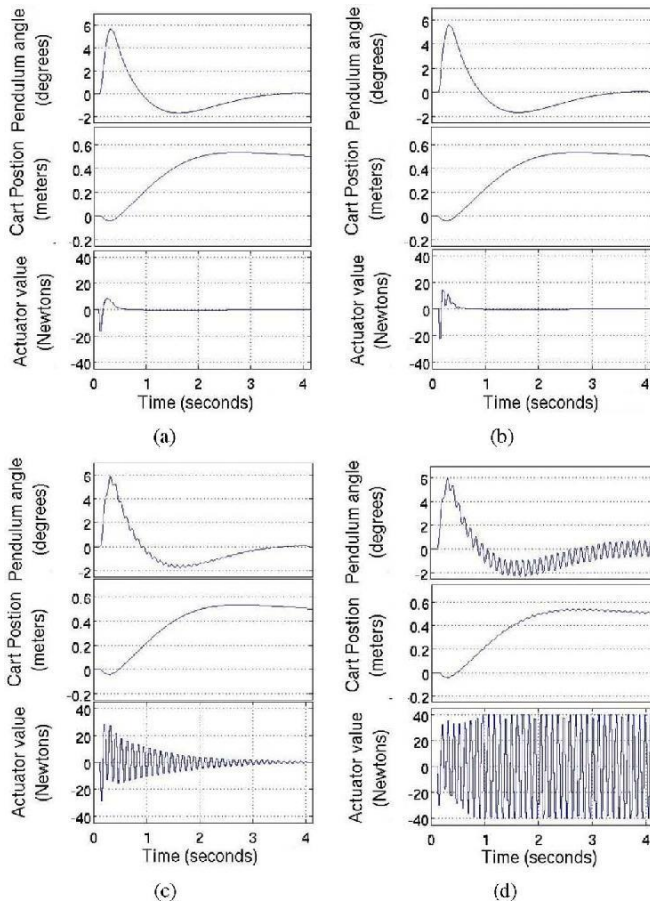 Pendulum angle
(degrees)
6
4
2
0
-2
Cart Postion
(meters)
0.6
0.4
0.2
0
0.2
Actuator value
(Newtons)
40
20
0
-20
-40
0 1 2 3 4
Time (seconds)
(a)
Pendulum angle
(degrees)
6
4
2
0
-2
Cart Postion
(meters)
0.6
0.4
0.2
0
0.2
Actuator value
(Newtons)
40
20
0
-20
-40
0 1 2 3 4
Time (seconds)
(b)
Pendulum angle
(degrees)
6
4
2
0
-2
Cart Postion
(meters)
0.6
0.4
0.2
0
-0.2
Actuator value
(Newtons)
40
20
0
-20
-40
0 1 2 3 4
Time (seconds)
(c)
Pendulum angle
(degrees)
6
4
2
0
-2
Cart Postion
(meters)
0.6
0.4
0.2
0
-0.2
Actuator value
(Newtons)
40
20
0
-20
-40
0 1 2 3 4
Time (seconds)
(d)